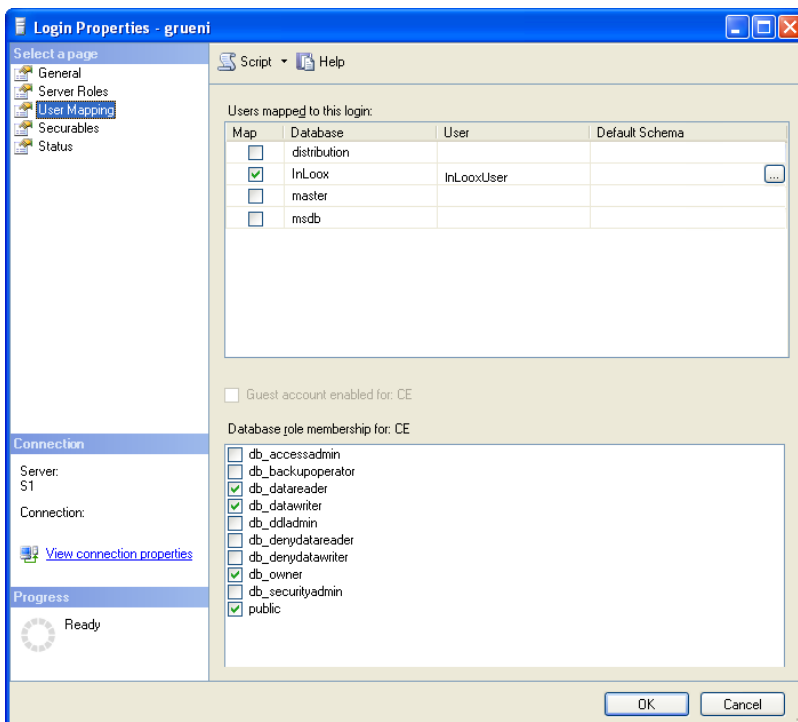 Login Properties - grueni
Select a page
General
Server Roles
User Mapping
Securables
Status
Script Help
Users mapped to this login:
Map Database User Default Schema
distribution
InLoox InLooxUser ...
master
msdb
Guest account enabled for: CE
Database role membership for: CE
db_accessadmin
db_backupoperator
db_datareader
db_datawriter
db_ddladmin
db_denydatareader
db_denydatawriter
db_owner
db_securityadmin
public
Connection
Server:
S1
Connection:
View connection properties
Progress
Ready
OK Cancel